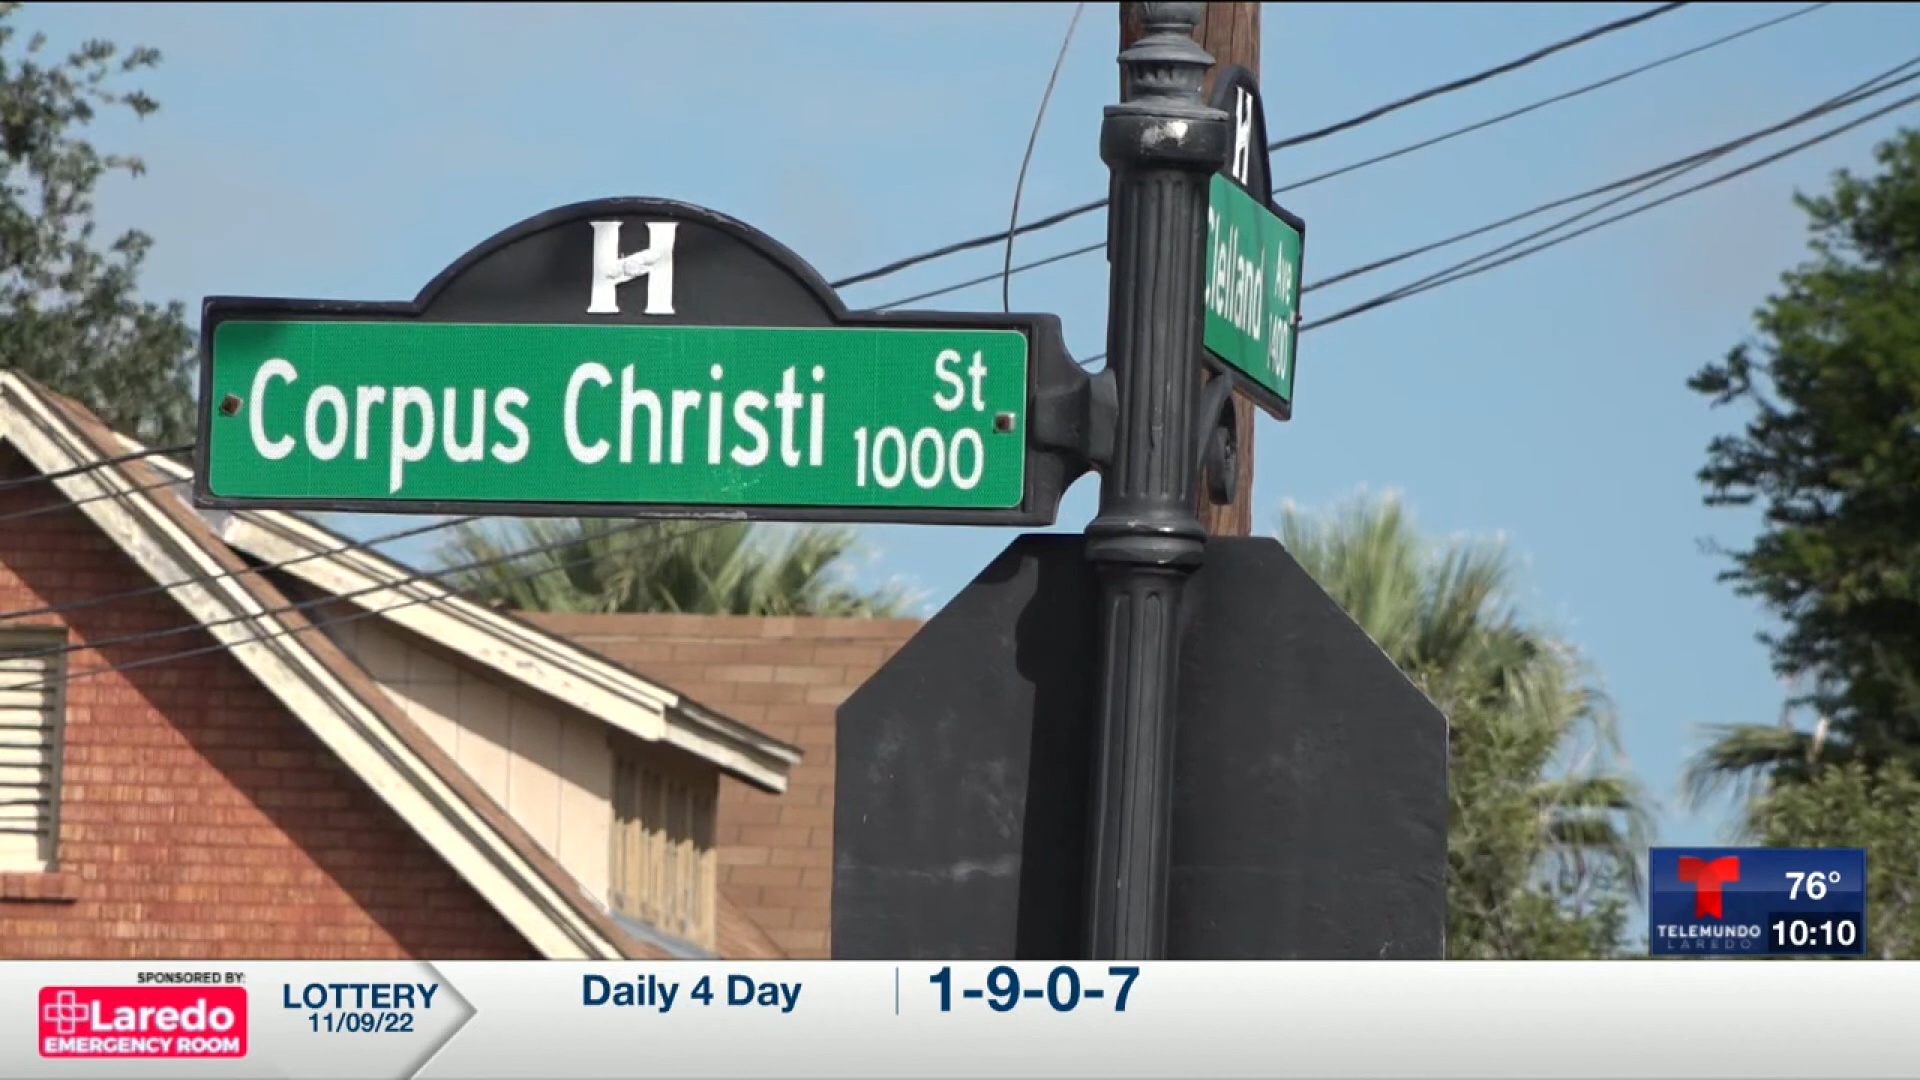 H
Corpus Christi
St
1000
H
Clelland
Ave
1400
TELEMUNDO
LAREDO
76°
10:10
SPONSORED BY:
Laredo
EMERGENCY ROOM
LOTTERY
11/09/22
Daily 4 Day
1-9-0-7